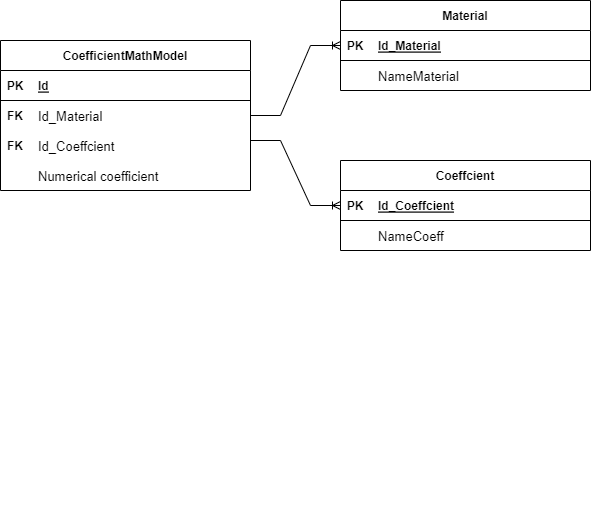 CoefficientMathModel
PK Id
FK Id_Material
FK Id_Coeffcient
Numerical coefficient
Material
PK Id_Material
NameMaterial
Coeffcient
PK Id_Coeffcient
NameCoeff